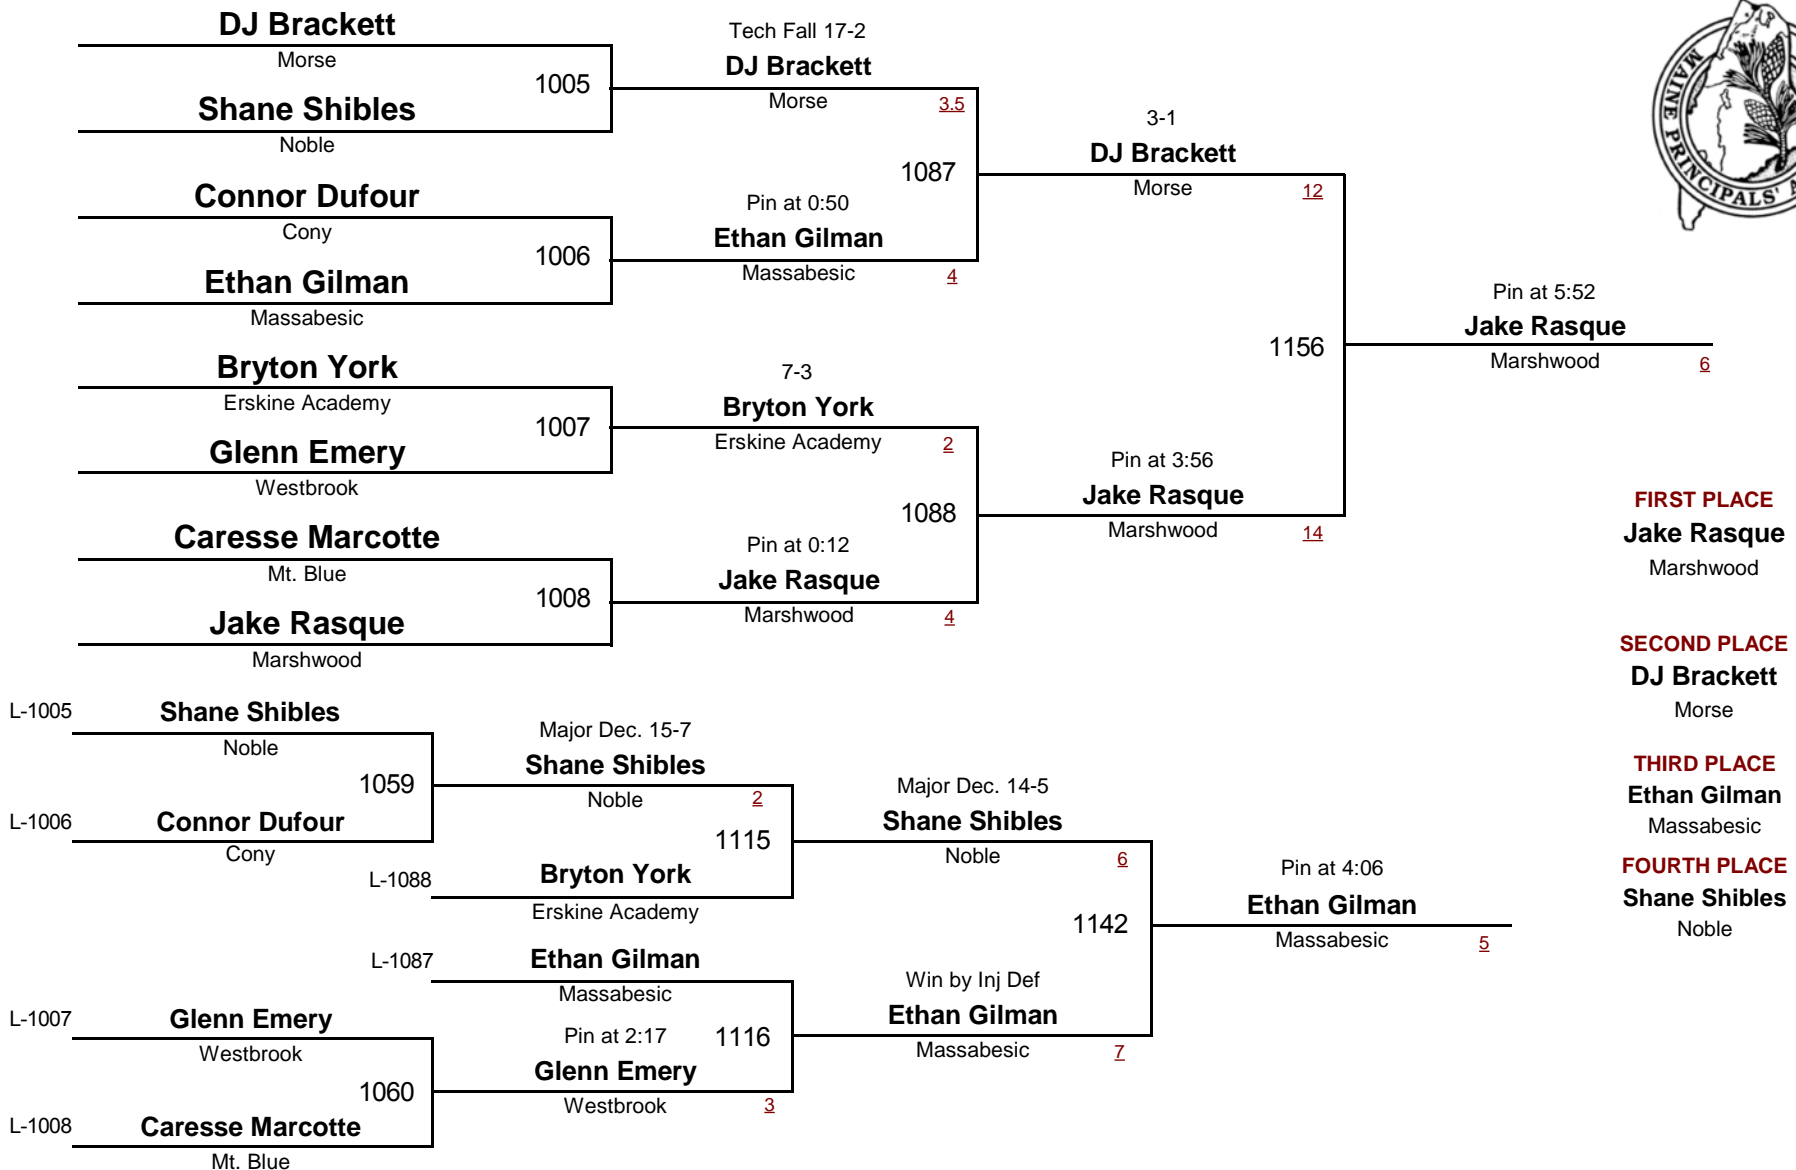 DJ Brackett
Morse
1005
Shane Shibles
Noble
Connor Dufour
Cony
1006
Ethan Gilman
Massabesic
Bryton York
Erskine Academy
1007
Glenn Emery
Westbrook
Caresse Marcotte
Mt. Blue
1008
Jake Rasque
Marshwood
Tech Fall 17-2
DJ Brackett
Morse
3.5
1087
Pin at 0:50
Ethan Gilman
Massabesic
4
7-3
Bryton York
Erskine Academy
2
1088
Pin at 0:12
Jake Rasque
Marshwood
4
3-1
DJ Brackett
Morse
12
1156
Pin at 3:56
Jake Rasque
Marshwood
14
Pin at 5:52
Jake Rasque
Marshwood
6
MAINE PRINCIPALS' A
FIRST PLACE
Jake Rasque
Marshwood
SECOND PLACE
DJ Brackett
Morse
THIRD PLACE
Ethan Gilman
Massabesic
FOURTH PLACE
Shane Shibles
Noble
L-1005
Shane Shibles
Noble
1059
L-1006
Connor Dufour
Cony
Major Dec. 15-7
Shane Shibles
Noble
2
1115
L-1088
Bryton York
Erskine Academy
L-1087
Ethan Gilman
Massabesic
L-1007
Glenn Emery
Westbrook
1060
L-1008
Caresse Marcotte
Mt. Blue
Pin at 2:17
1116
Glenn Emery
Westbrook
3
Major Dec. 14-5
Shane Shibles
Noble
6
1142
Win by Inj Def
Ethan Gilman
Massabesic
7
Pin at 4:06
Ethan Gilman
Massabesic
5